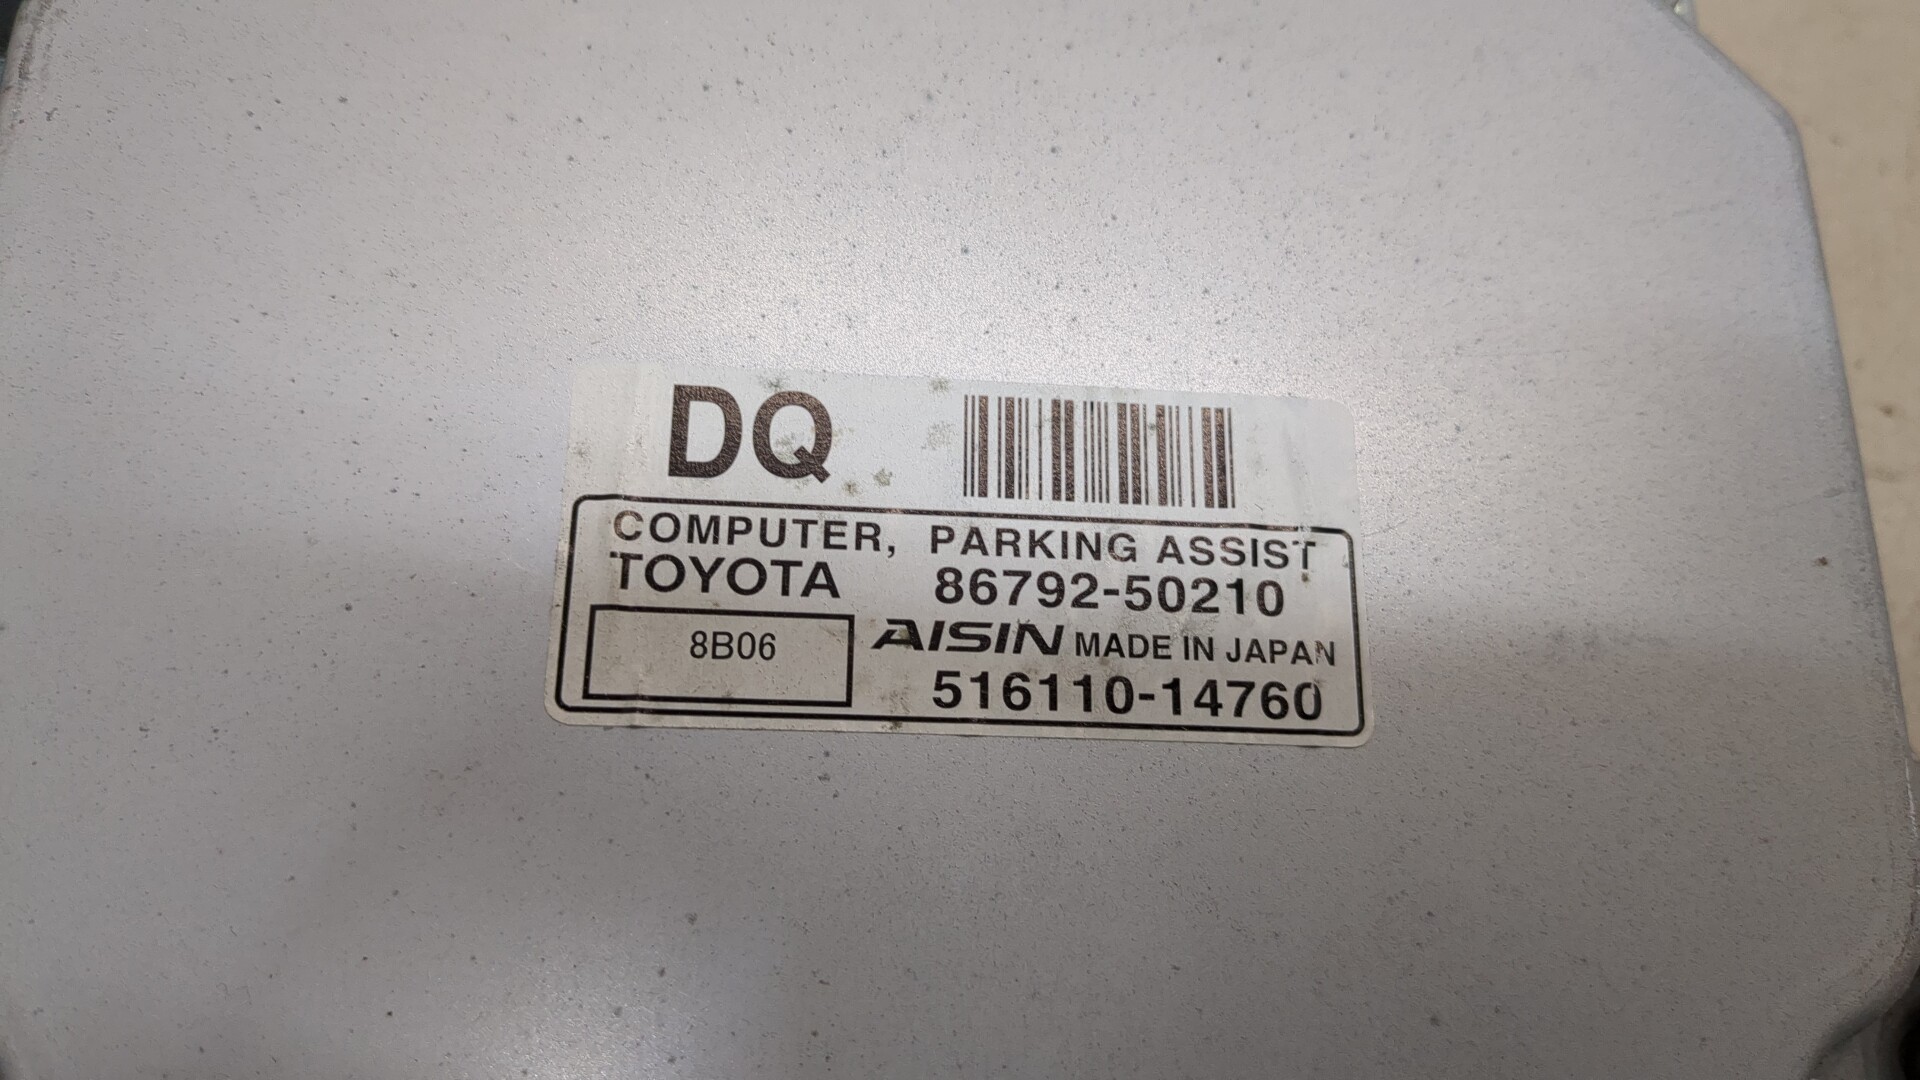 DQ
COMPUTER, PARKING ASSIST
TOYOTA 86792-50210
8B06 AISIN MADE IN JAPAN
516110-14760